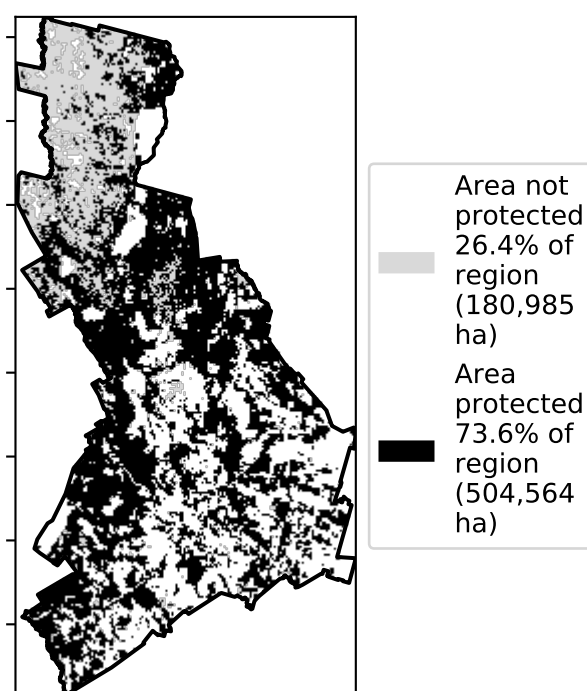 Area not
protected
26.4% of
region
(180,985
ha)
Area
protected
73.6% of
region
(504,564
ha)